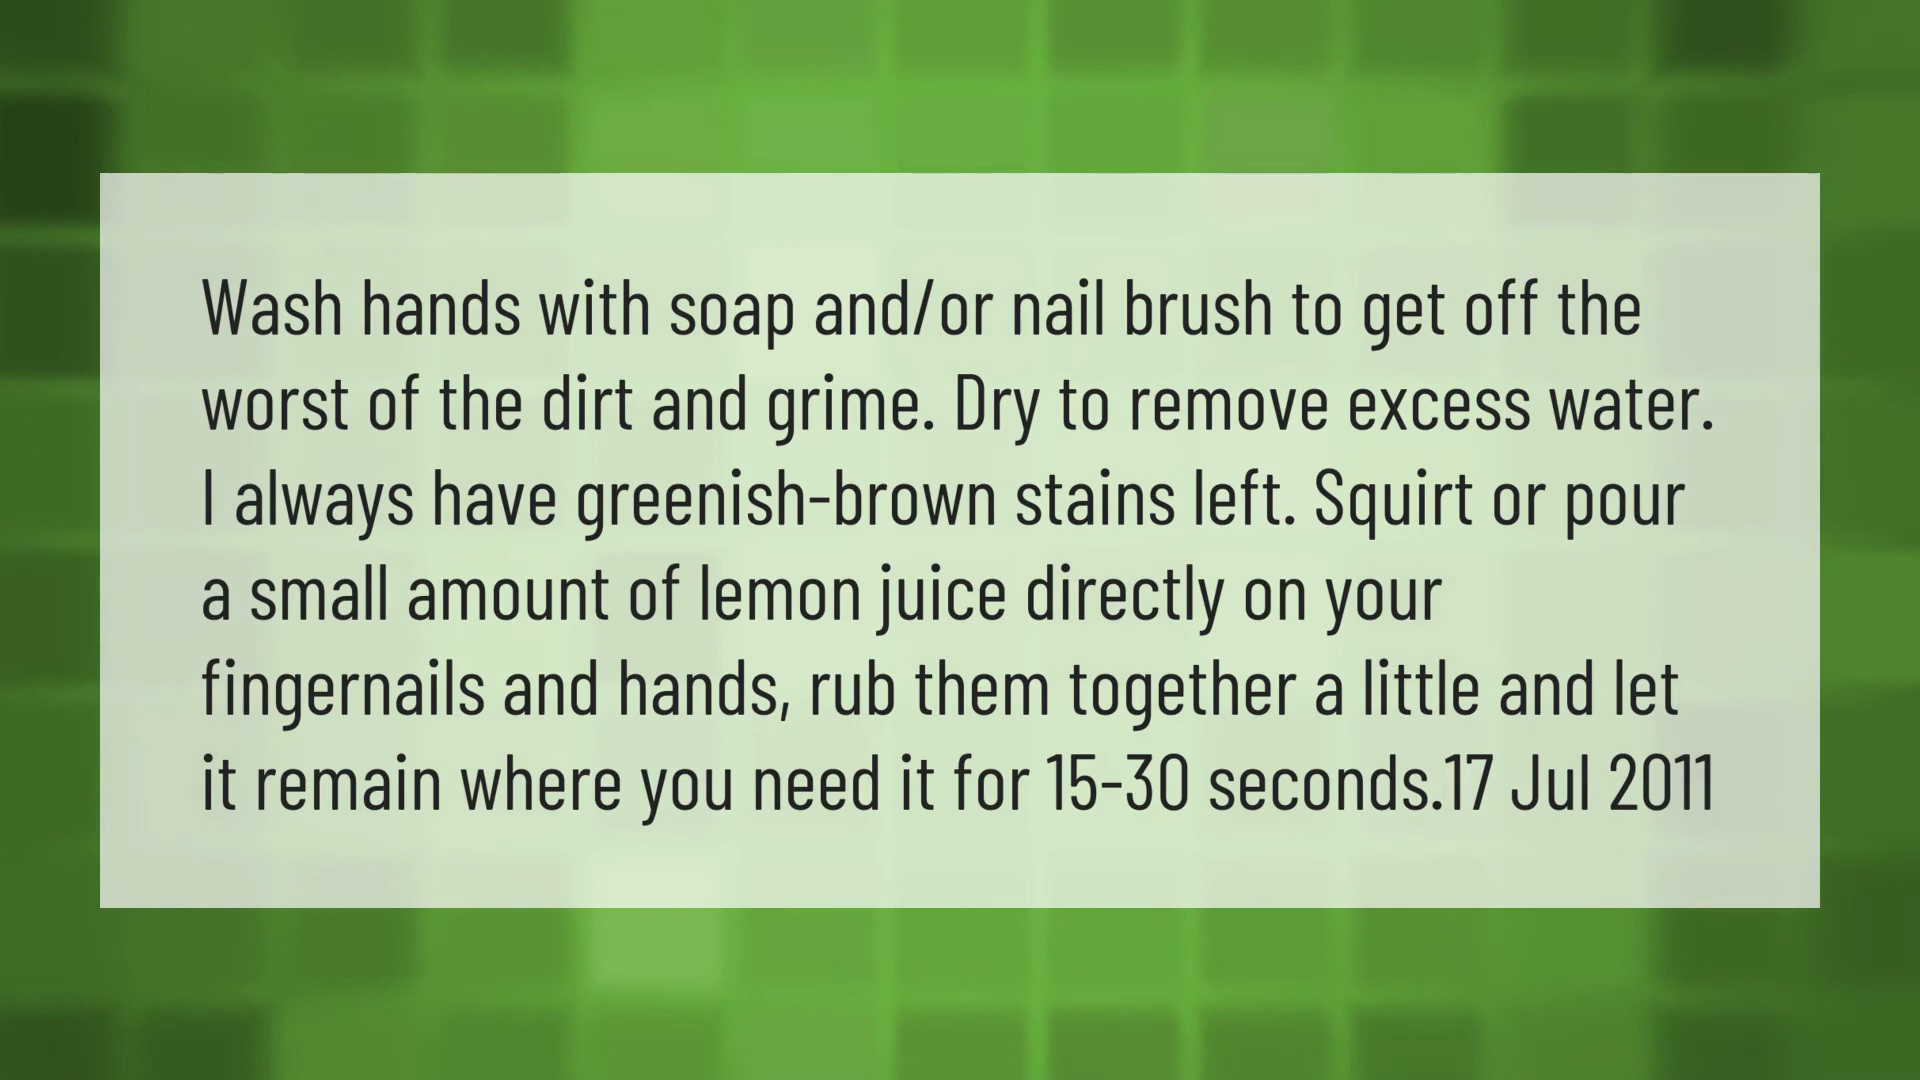 Wash hands with soap and/or nail brush to get off the
worst of the dirt and grime. Dry to remove excess water.
I always have greenish-brown stains left. Squirt or pour
a small amount of lemon juice directly on your
fingernails and hands, rub them together a little and let
it remain where you need it for 15-30 seconds.17 Jul 2011